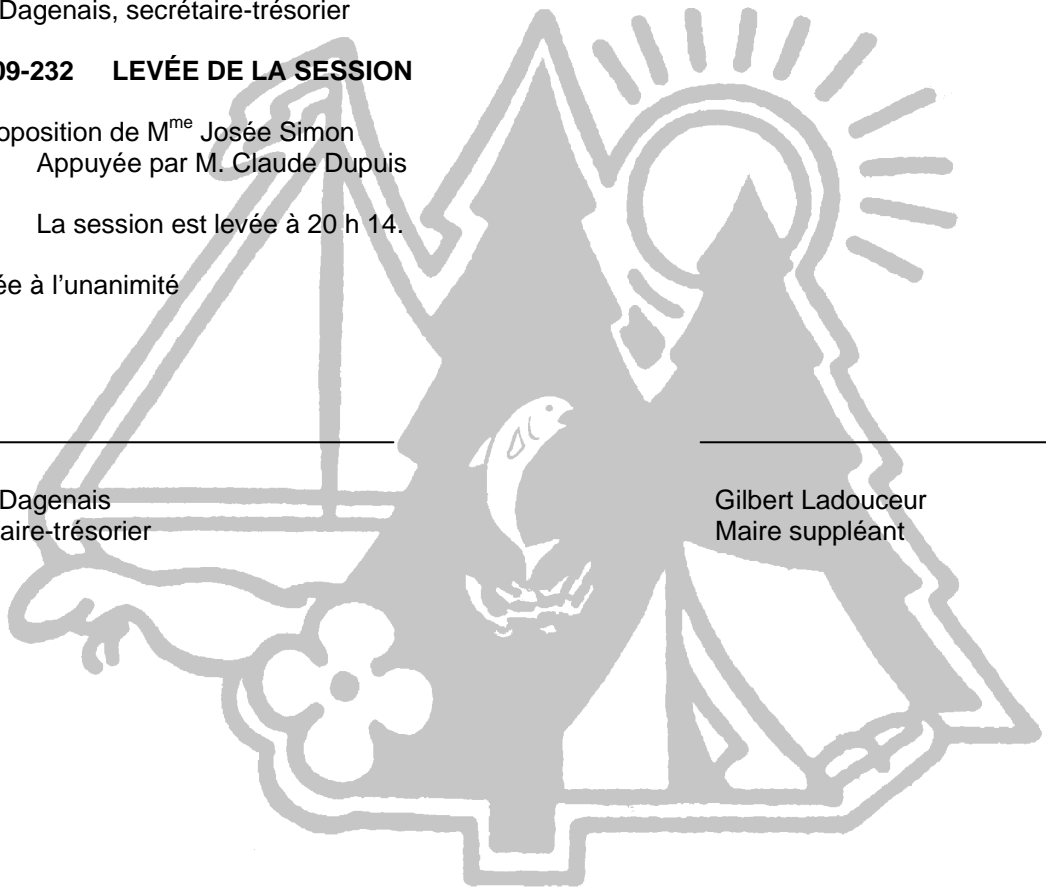 Dagenais, secrétaire-trésorier
09-232 LEVÉE DE LA SESSION
oposition de Mme Josée Simon
Appuyée par M. Claude Dupuis
La session est levée à 20 h 14.
ée à l'unanimité
Dagenais
Gilbert Ladouceur
aire-trésorier
Maire suppléant